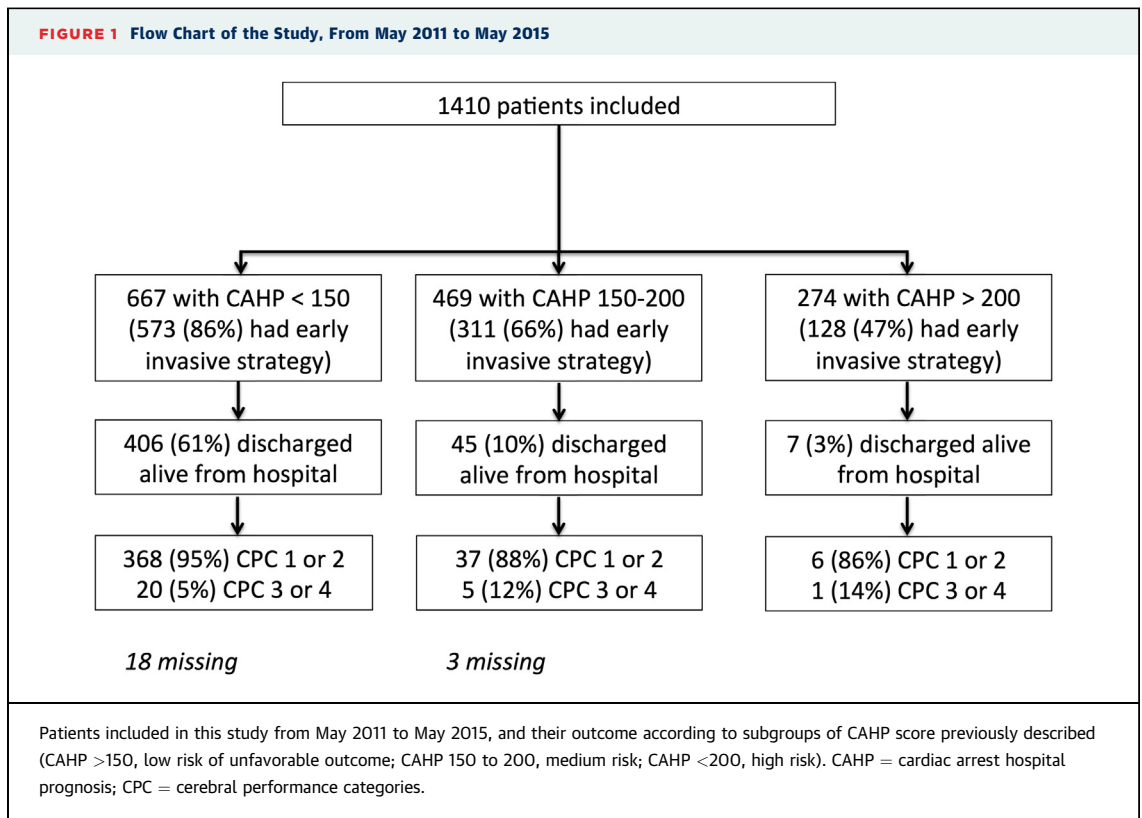 FIGURE 1 Flow Chart of the Study, From May 2011 to May 2015
1410 patients included
667 with CAHP < 150
(573 (86%) had early
invasive strategy)
469 with CAHP 150-200
(311 (66%) had early
invasive strategy)
274 with CAHP > 200
(128 (47%) had early
invasive strategy)
406 (61%) discharged
alive from hospital
45 (10%) discharged
alive from hospital
7 (3%) discharged alive
from hospital
368 (95%) CPC 1 or 2
20 (5%) CPC 3 or 4
37 (88%) CPC 1 or 2
5 (12%) CPC 3 or 4
6 (86%) CPC 1 or 2
1 (14%) CPC 3 or 4
18 missing
3 missing
Patients included in this study from May 2011 to May 2015, and their outcome according to subgroups of CAHP score previously described
(CAHP >150, low risk of unfavorable outcome; CAHP 150 to 200, medium risk; CAHP <200, high risk). CAHP = cardiac arrest hospital
prognosis; CPC = cerebral performance categories.